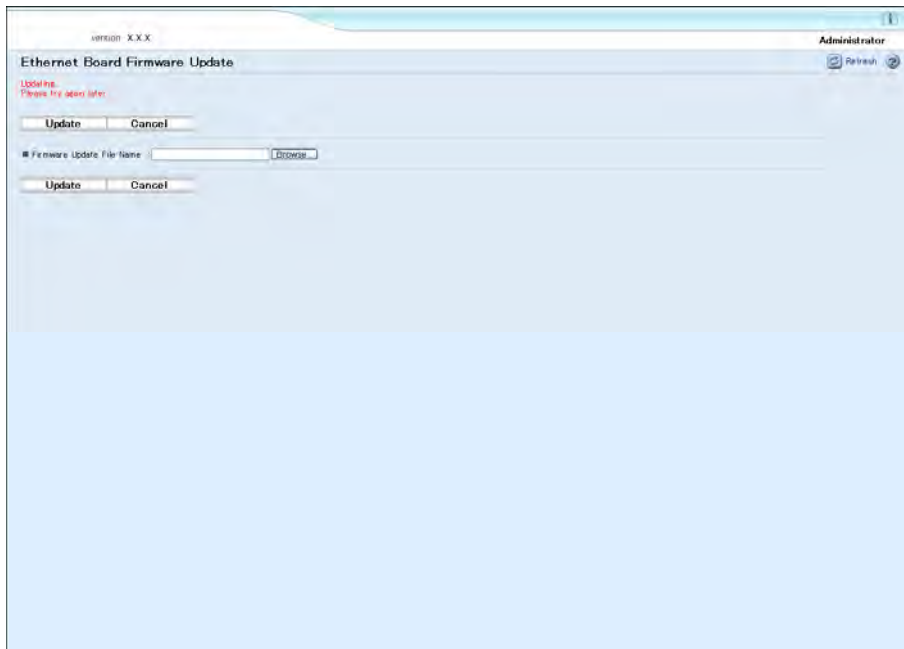 version X.X.X
Administrator
Ethernet Board Firmware Update
Refresh
Updating.
Please try again later.
Update Cancel
Firmware Update File Name Browse...
Update Cancel